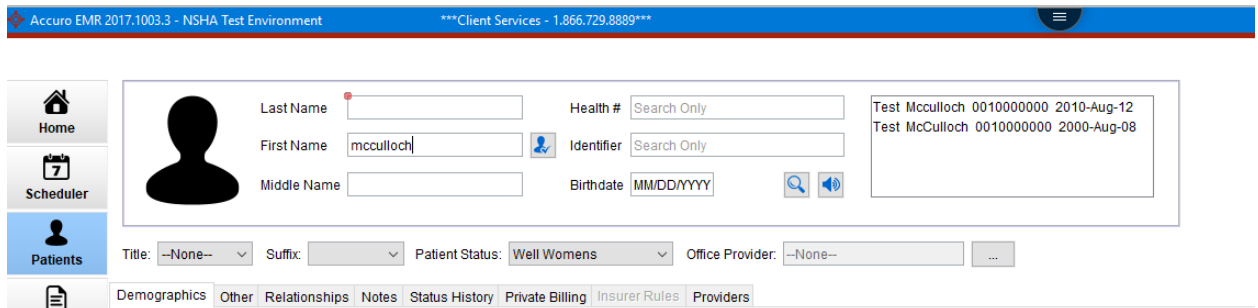 Accuro EMR 2017.1003.3 - NSHA Test Environment ***Client Services - 1.866.729.8889***
Home
7
Scheduler
Patients
Last Name Health # Search Only
First Name mcculloch Identifier Search Only
Middle Name Birthdate MM/DD/YYYY
Test Mcculloch 0010000000 2010-Aug-12
Test McCulloch 0010000000 2000-Aug-08
Title: --None-- Suffix: Patient Status: Well Womens Office Provider: --None-- ...
Demographics Other Relationships Notes Status History Private Billing Insurer Rules Providers